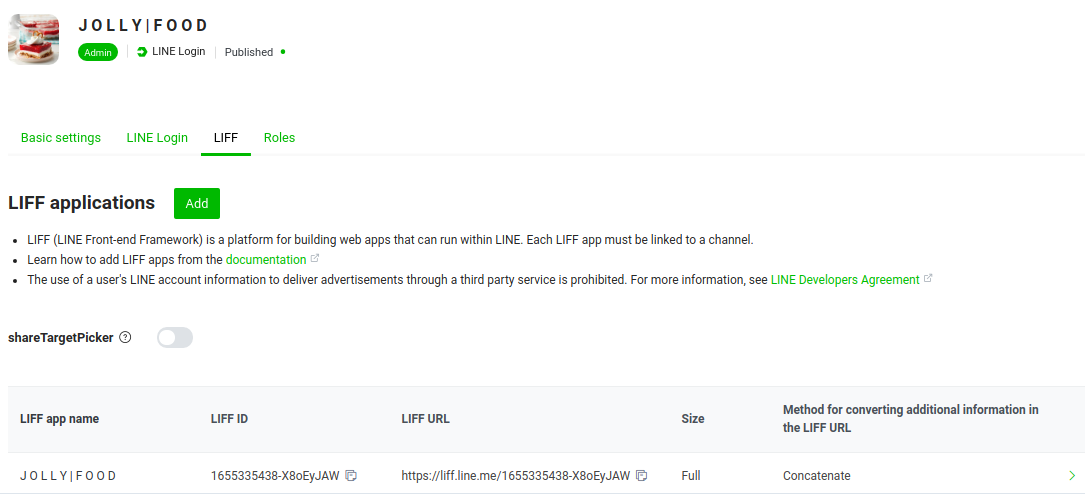 J O L L Y | F O O D
Admin LINE Login Published
Basic settings LINE Login LIFF Roles
LIFF applications Add
• LIFF (LINE Front-end Framework) is a platform for building web apps that can run within LINE. Each LIFF app must be linked to a channel.
• Learn how to add LIFF apps from the documentation
• The use of a user's LINE account information to deliver advertisements through a third party service is prohibited. For more information, see LINE Developers Agreement
shareTargetPicker ?
LIFF app name LIFF ID LIFF URL Size Method for converting additional information in
the LIFF URL
J O L L Y | F O O D 1655335438-X8oEyJAW https://liff.line.me/1655335438-X8oEyJAW Full Concatenate